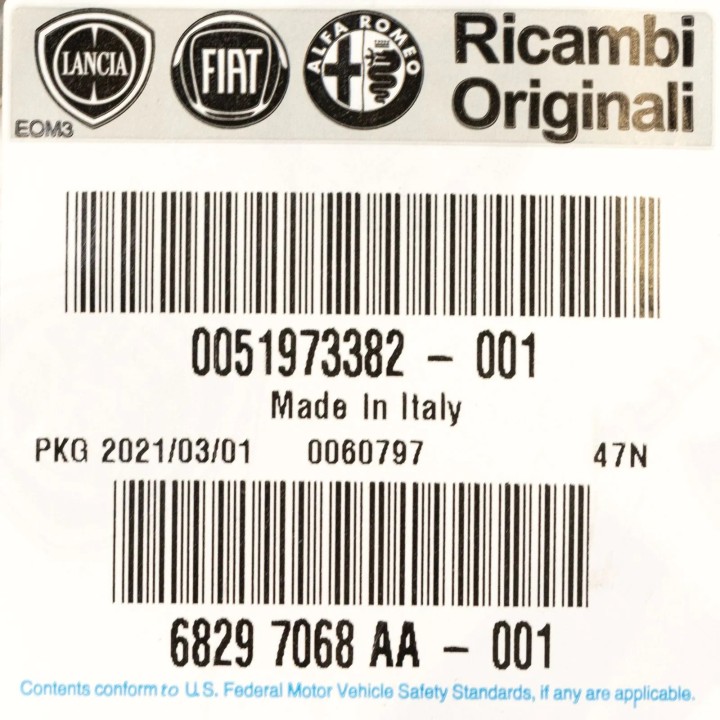 LANCIA FIAT ALFA ROMEO Ricambi
Originali
EOM3
0051973382 - 001
Made In Italy
PKG 2021/03/01 0060797 47N
6829 7068 AA - 001
Contents conform to U.S. Federal Motor Vehicle Safety Standards, if any are applicable.